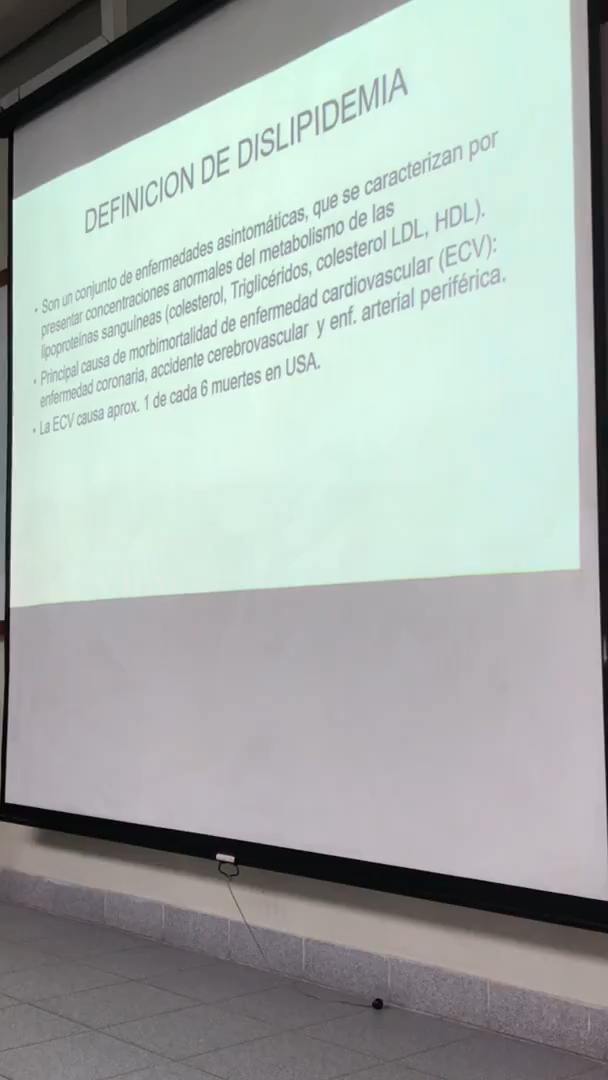 DEFINICION DE DISLIPIDEMIA
• Son un conjunto de enfermedades asintomáticas, que se caracterizan por
presentar concentraciones anormales del metabolismo de las
lipoproteínas sanguíneas (colesterol, Triglicéridos, colesterol LDL, HDL).
• Principal causa de morbimortalidad de enfermedad cardiovascular (ECV):
enfermedad coronaria, accidente cerebrovascular y enf. arterial periférica.
• La ECV causa aprox. 1 de cada 6 muertes en USA.